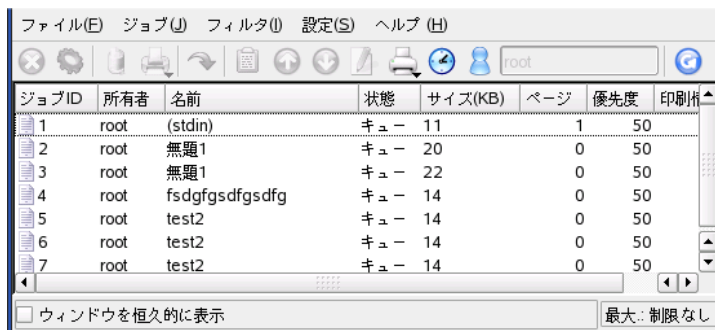 ファイル(F) ジョブ(J) フィルタ(I) 設定(S) ヘルプ (H)
root
ジョブID 所有者 名前 状態 サイズ(KB) ページ 優先度 印刷
1 root (stdin) キュー 11 1 50
2 root 無題1 キュー 20 0 50
3 root 無題1 キュー 22 0 50
4 root fsdgfgsdfgsdfg キュー 14 0 50
5 root test2 キュー 14 0 50
6 root test2 キュー 14 0 50
7 root test2 キュー 14 0 50
ウィンドウを恒久的に表示 最大.: 制限なし